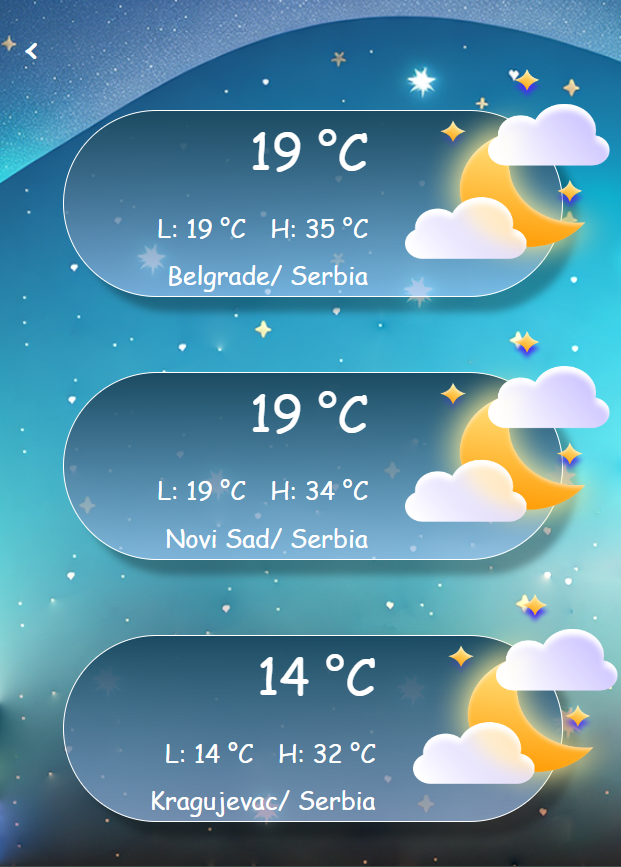 19 °C
L: 19 °C H: 35 °C
Belgrade/ Serbia
19 °C
L: 19 °C H: 34 °C
Novi Sad/ Serbia
14 °C
L: 14 °C H: 32 °C
Kragujevac/ Serbia